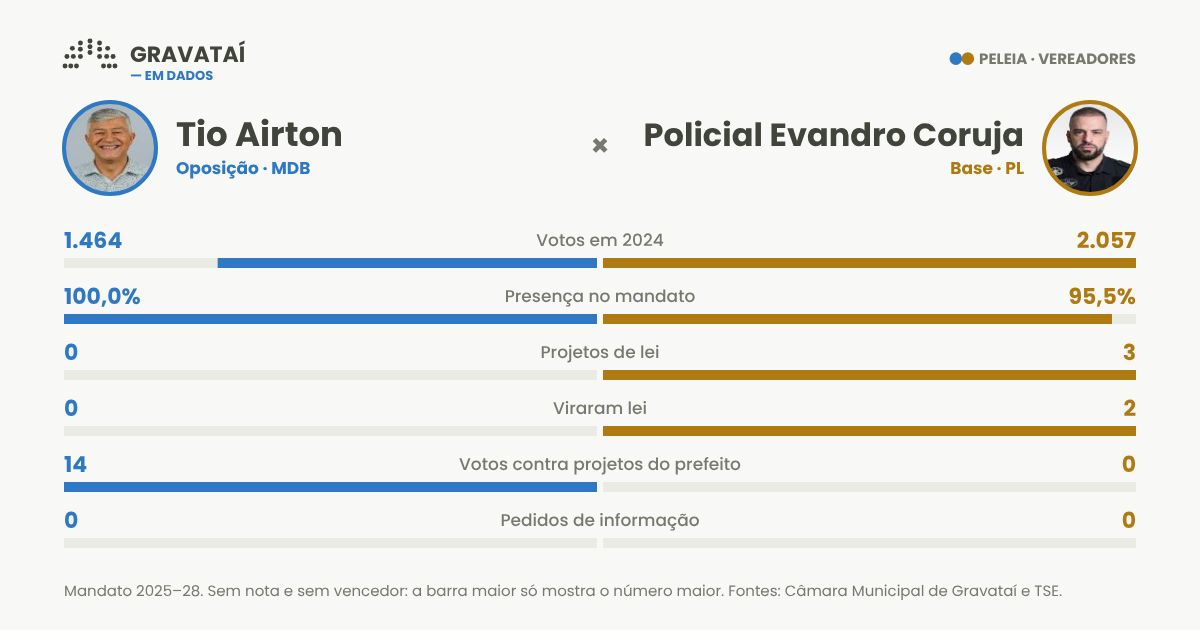 GRAVATAÍ
— EM DADOS
PELEIA · VEREADORES
Tio Airton
Oposição · MDB
×
Policial Evandro Coruja
Base · PL
1.464 Votos em 2024 2.057
100,0% Presença no mandato 95,5%
0 Projetos de lei 3
0 Viraram lei 2
14 Votos contra projetos do prefeito 0
0 Pedidos de informação 0
Mandato 2025–28. Sem nota e sem vencedor: a barra maior só mostra o número maior. Fontes: Câmara Municipal de Gravataí e TSE.